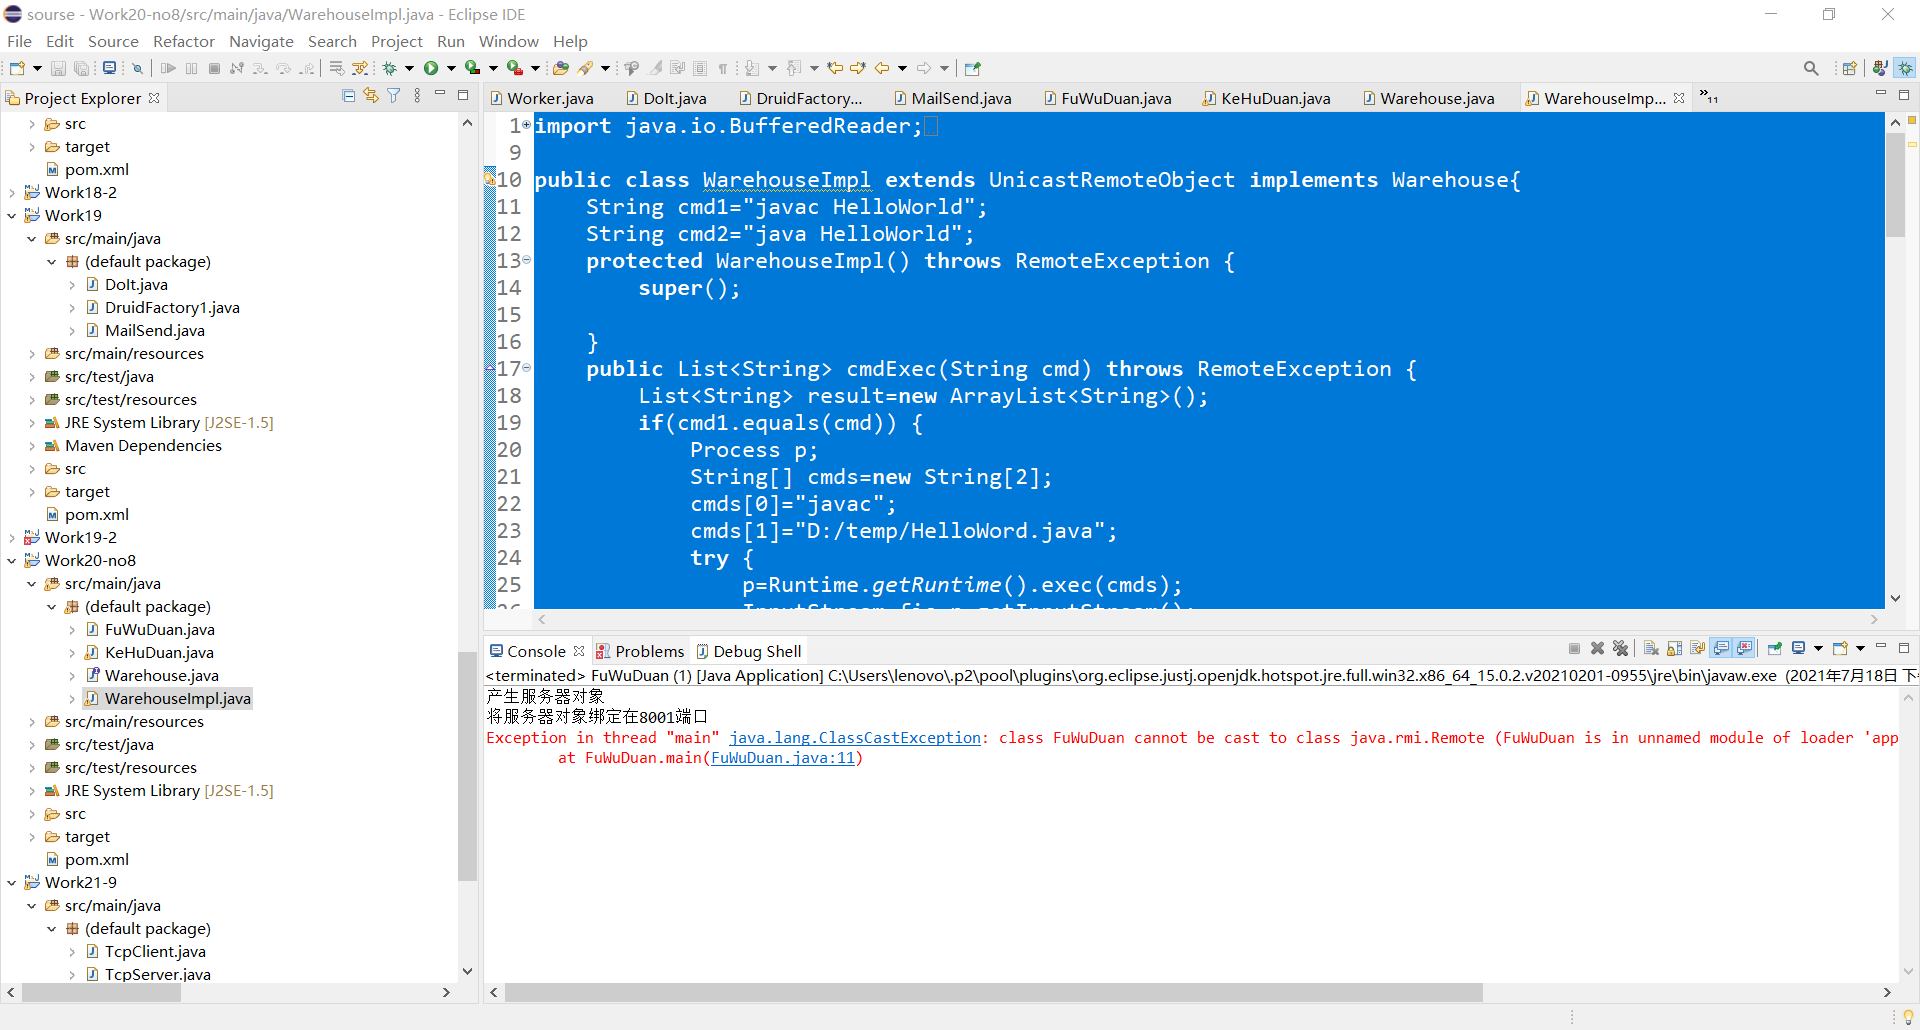 sourse - Work20-no8/src/main/java/WarehouseImpl.java - Eclipse IDE
File Edit Source Refactor Navigate Search Project Run Window Help
Project Explorer
src
target
pom.xml
Work18-2
Work19
src/main/java
(default package)
DoIt.java
DruidFactory1.java
MailSend.java
src/main/resources
src/test/java
src/test/resources
JRE System Library [J2SE-1.5]
Maven Dependencies
src
target
pom.xml
Work19-2
Work20-no8
src/main/java
(default package)
FuWuDuan.java
KeHuDuan.java
Warehouse.java
WarehouseImpl.java
src/main/resources
src/test/java
src/test/resources
JRE System Library [J2SE-1.5]
src
target
pom.xml
Work21-9
src/main/java
(default package)
TcpClient.java
TcpServer.java
Worker.java DoIt.java DruidFactory... MailSend.java FuWuDuan.java KeHuDuan.java Warehouse.java WarehouseImp... 11
1 import java.io.BufferedReader;
9
10 public class WarehouseImpl extends UnicastRemoteObject implements Warehouse{
11 String cmd1="javac HelloWorld";
12 String cmd2="java HelloWorld";
13 protected WarehouseImpl() throws RemoteException {
14 super();
15
16 }
17 public List<String> cmdExec(String cmd) throws RemoteException {
18 List<String> result=new ArrayList<String>();
19 if(cmd1.equals(cmd)) {
20 Process p;
21 String[] cmds=new String[2];
22 cmds[0]="javac";
23 cmds[1]="D:/temp/HelloWord.java";
24 try {
25 p=Runtime.getRuntime().exec(cmds);
Console Problems Debug Shell
<terminated> FuWuDuan (1) [Java Application] C:\Users\lenovo\.p2\pool\plugins\org.eclipse.justj.openjdk.hotspot.jre.full.win32.x86_64_15.0.2.v20210201-0955\jre\bin\javaw.exe (2021年7月18日 下
产生服务器对象
将服务器对象绑定在8001端口
Exception in thread "main" java.lang.ClassCastException: class FuWuDuan cannot be cast to class java.rmi.Remote (FuWuDuan is in unnamed module of loader 'app
at FuWuDuan.main(FuWuDuan.java:11)